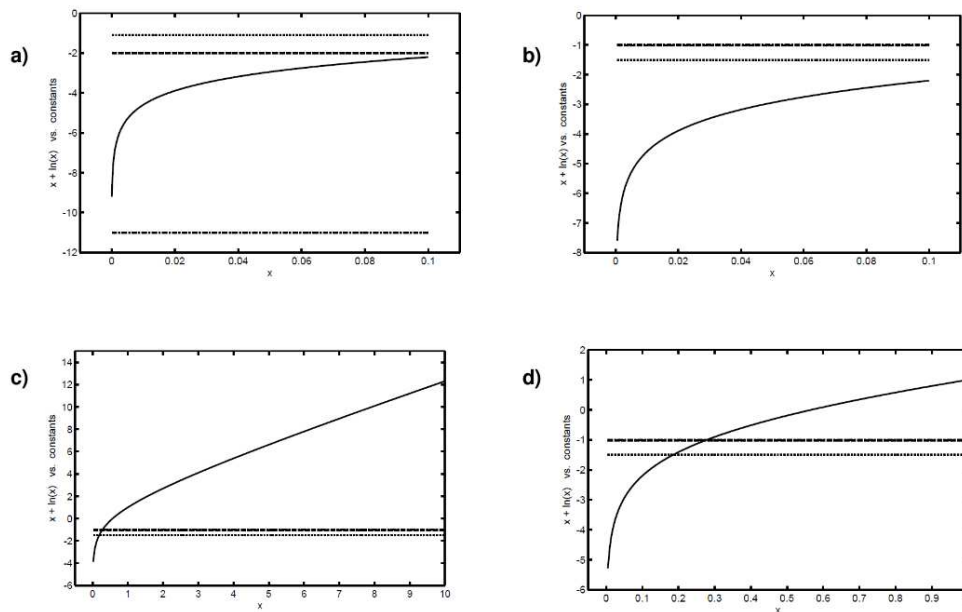 a)
x + ln(x) vs. constants
0
-2
-4
-6
-8
-10
-12
0 0.02 0.04 0.06 0.08 0.1
x
b)
x + ln(x) vs. constants
0
-1
-2
-3
-4
-5
-6
-7
-8
0 0.02 0.04 0.06 0.08 0.1
x
c)
x + ln(x) vs. constants
14
12
10
8
6
4
2
0
-2
-4
-6
0 1 2 3 4 5 6 7 8 9 10
x
d)
x + ln(x) vs. constants
2
1
0
-1
-2
-3
-4
-5
-6
0 0.1 0.2 0.3 0.4 0.5 0.6 0.7 0.8 0.9
x